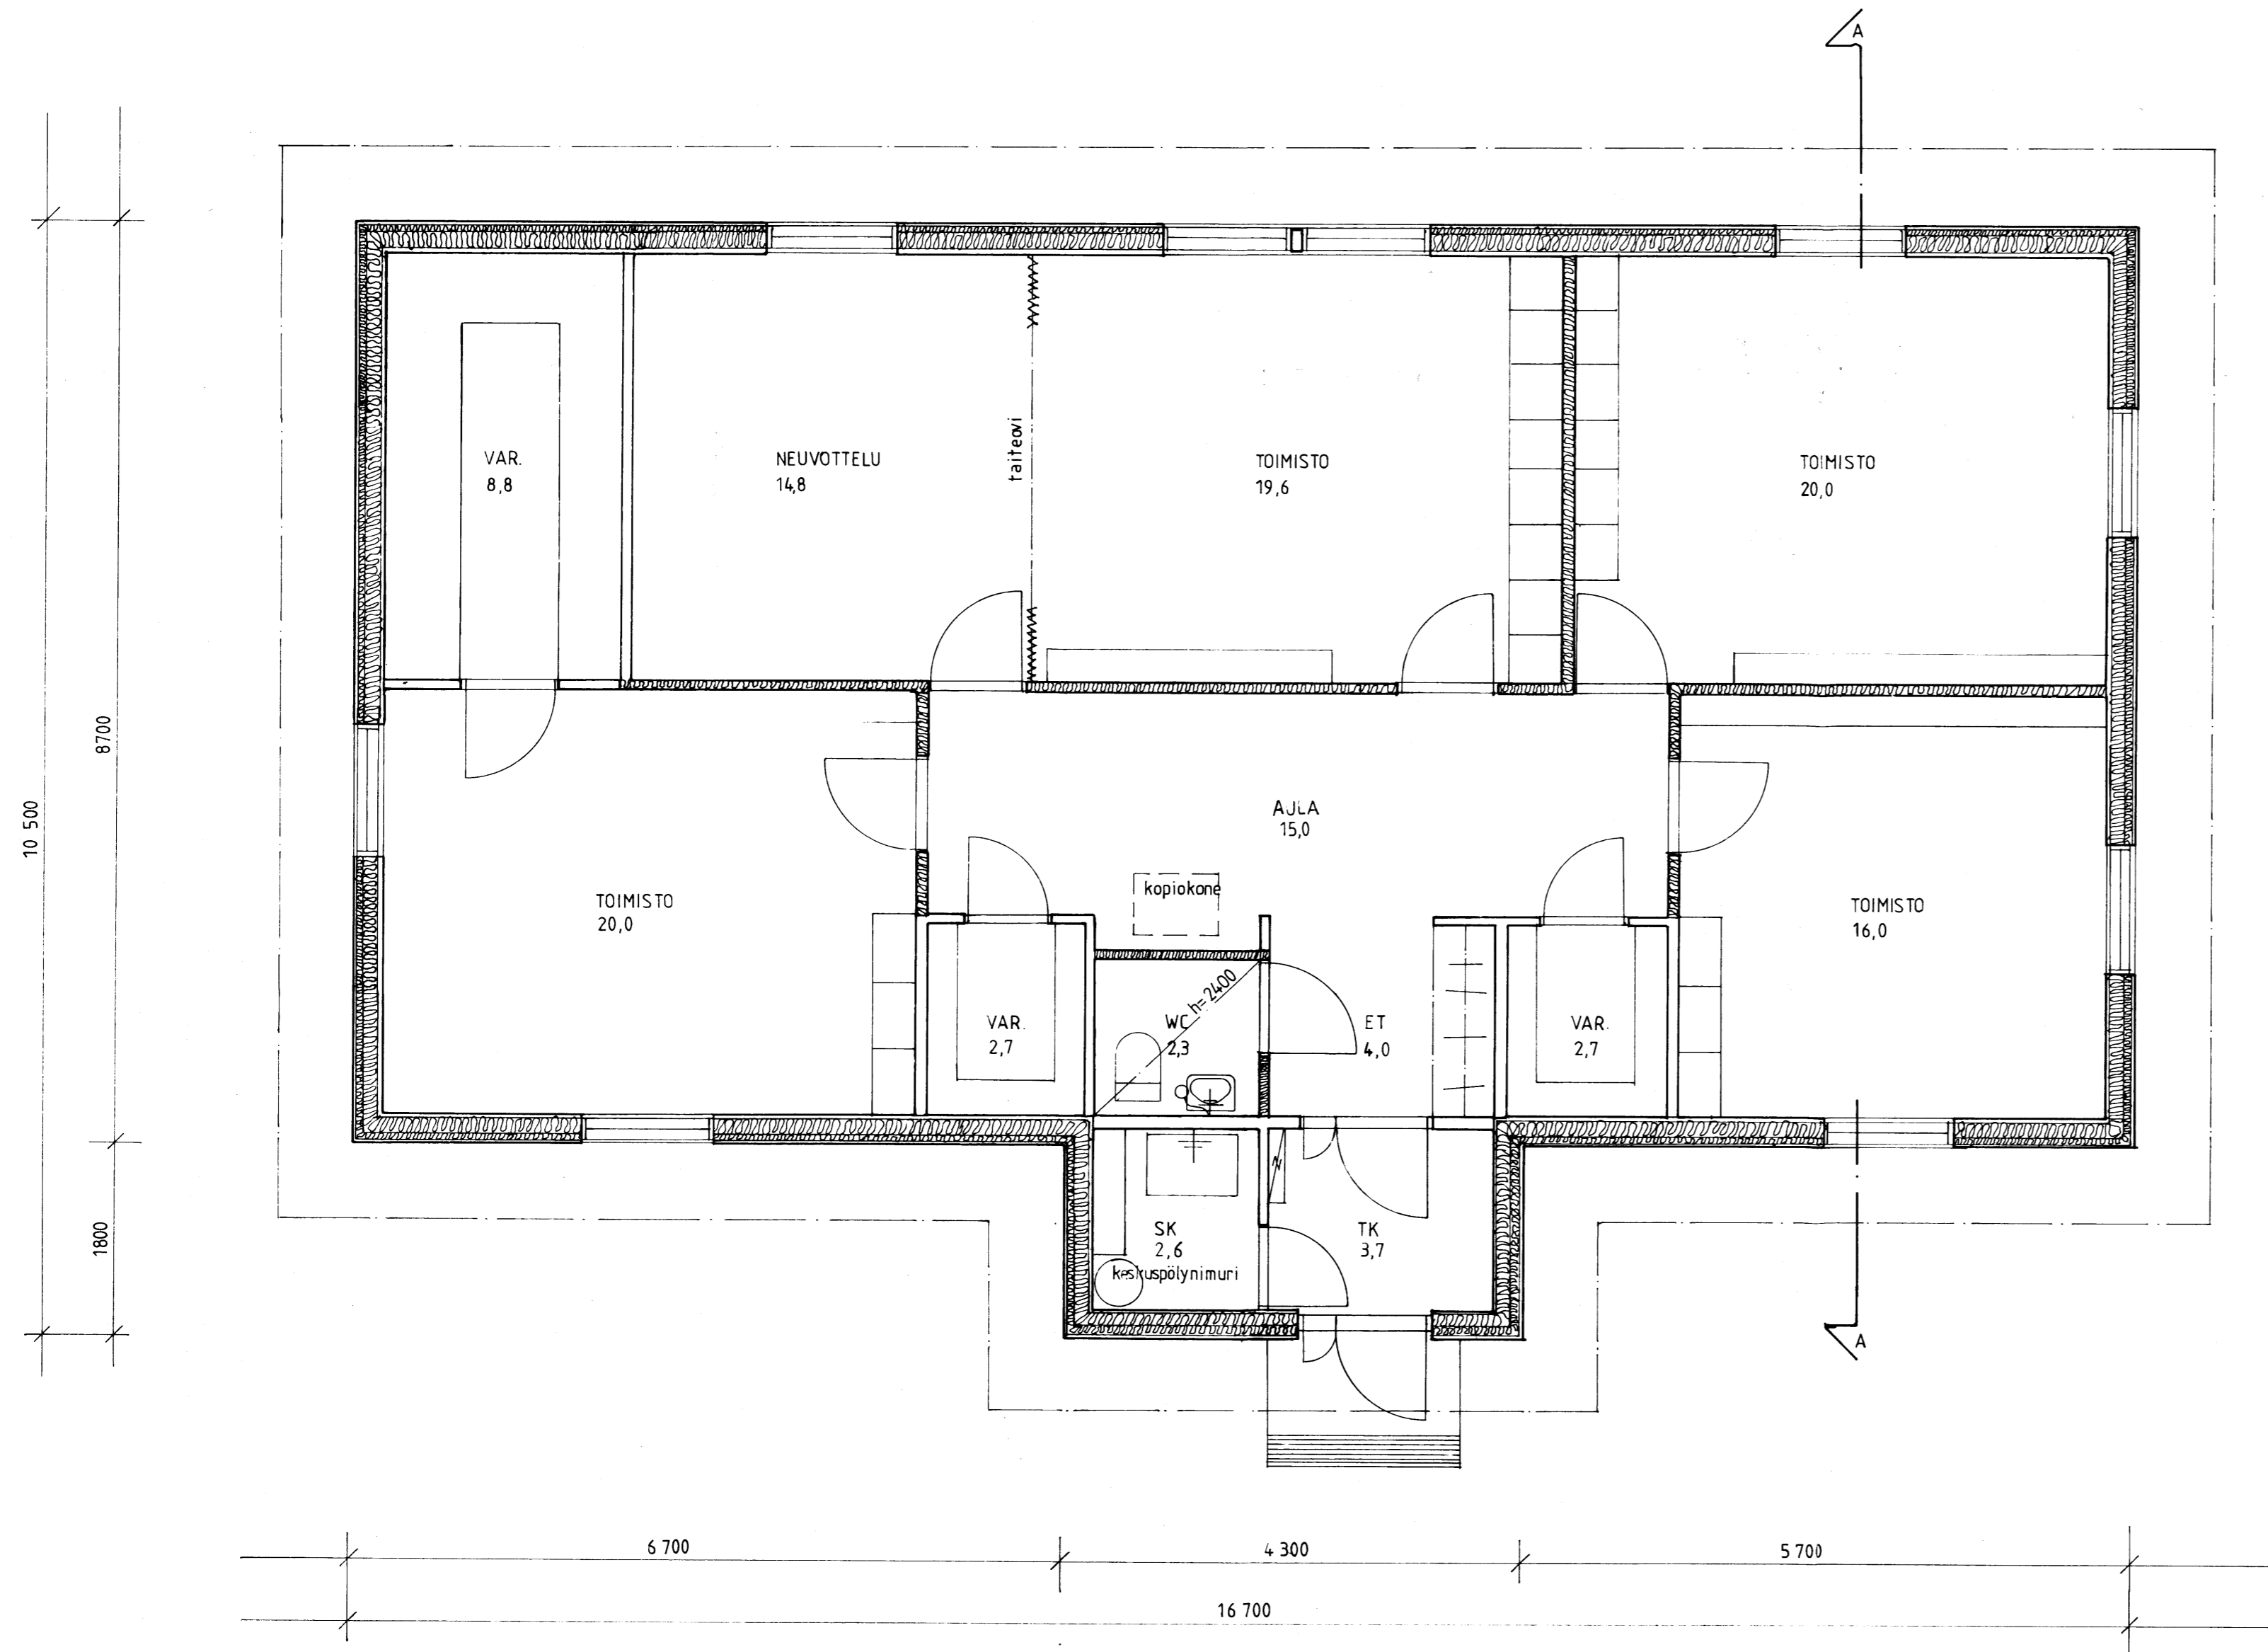 A
VAR.
8,8
NEUVOTTELU
14,8
taiteovi
TOIMISTO
19,6
TOIMISTO
20,0
10 500
8700
1800
AULA
15,0
kopiokone
TOIMISTO
20,0
TOIMISTO
16,0
VAR.
2,7
WC
2,3
h=2400
ET
4,0
VAR.
2,7
SK
2,6
keskuspölynimuri
TK
3,7
A
6 700
4 300
5 700
16 700